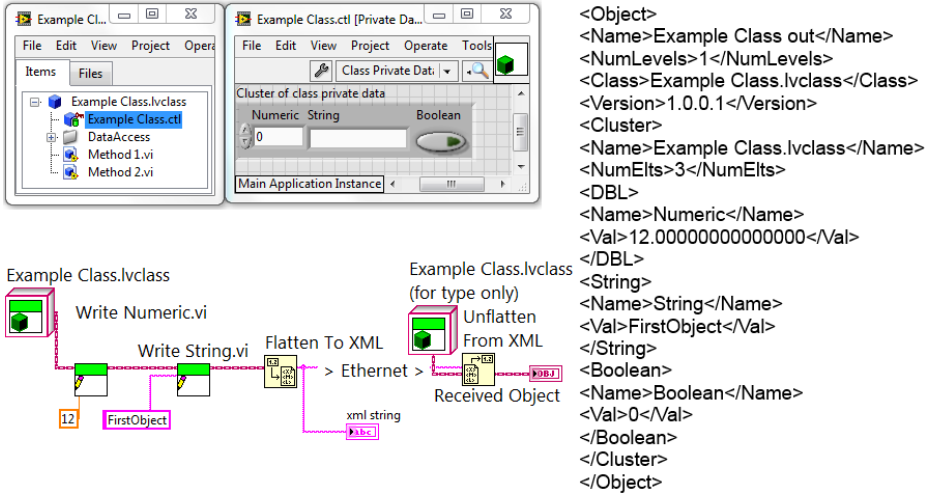 Example Cl...
File Edit View Project Opera
Items Files
Example Class.lvclass
Example Class.ctl
DataAccess
Method 1.vi
Method 2.vi
Example Class.ctl [Private Da...
File Edit View Project Operate Tools
Class Private Dat
Cluster of class private data
Numeric String Boolean
0
Main Application Instance
Example Class.lvclass
Write Numeric.vi
Write String.vi
Flatten To XML
> Ethernet >
Example Class.lvclass
(for type only)
Unflatten
From XML
Received Object
OBJ
12
FirstObject
xml string
abc
<Object>
<Name>Example Class out</Name>
<NumLevels>1</NumLevels>
<Class>Example Class.lvclass</Class>
<Version>1.0.0.1</Version>
<Cluster>
<Name>Example Class.lvclass</Name>
<NumElts>3</NumElts>
<DBL>
<Name>Numeric</Name>
<Val>12.00000000000000</Val>
</DBL>
<String>
<Name>String</Name>
<Val>FirstObject</Val>
</String>
<Boolean>
<Name>Boolean</Name>
<Val>0</Val>
</Boolean>
</Cluster>
</Object>